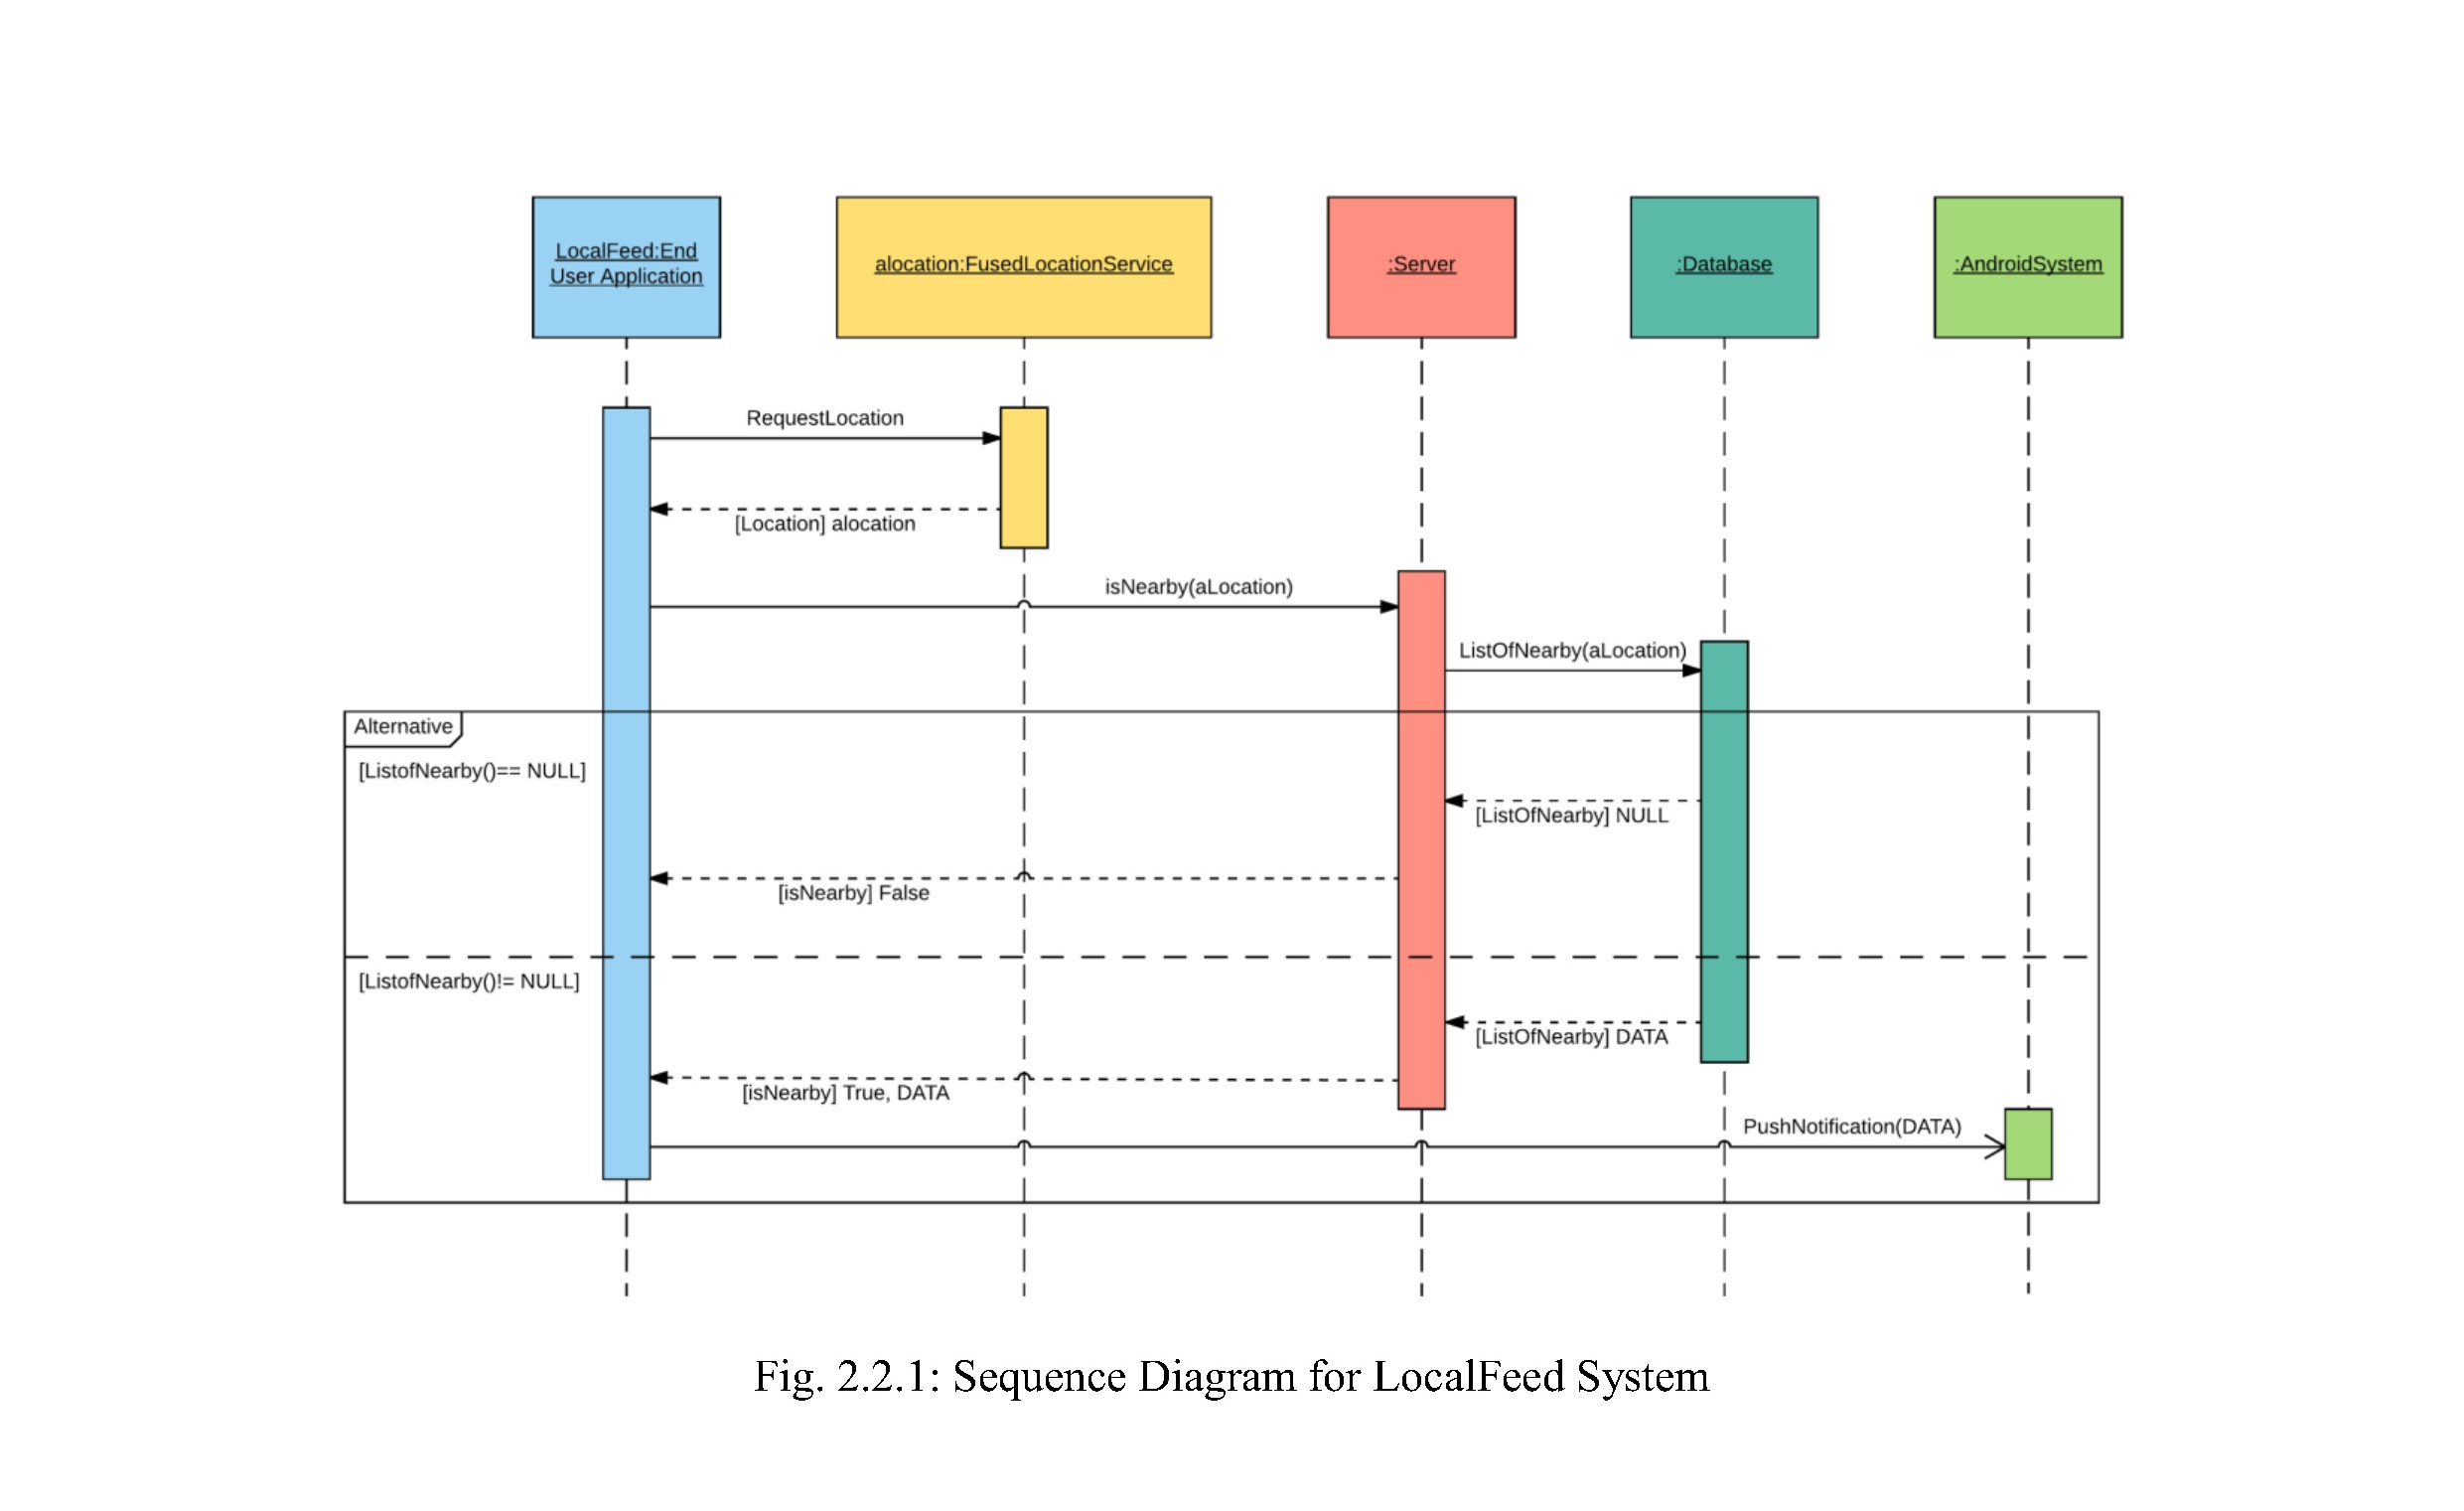 LocalFeed:End
User Application
alocation:FusedLocationService
:Server
:Database
:AndroidSystem
RequestLocation
[Location] alocation
isNearby(aLocation)
ListOfNearby(aLocation)
Alternative
[ListofNearby()== NULL]
[ListOfNearby] NULL
[isNearby] False
[ListofNearby()!= NULL]
[ListOfNearby] DATA
[isNearby] True, DATA
PushNotification(DATA)
Fig. 2.2.1: Sequence Diagram for LocalFeed System